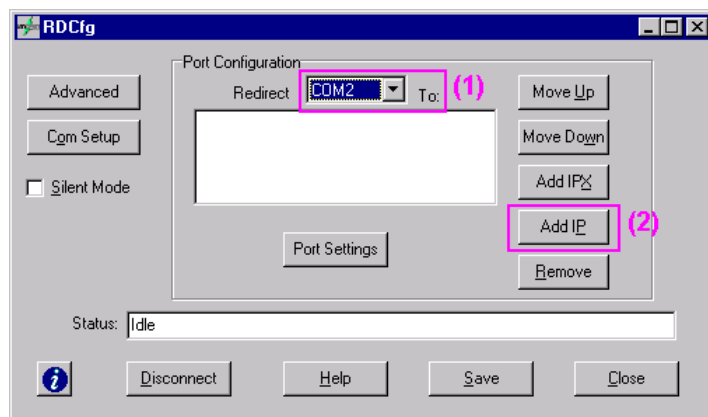 RDCfg
Port Configuration
Advanced
Redirect COM2 To: (1)
Move Up
Com Setup
Move Down
Silent Mode
Add IPX
Add IP (2)
Port Settings
Remove
Status: Idle
Disconnect Help Save Close